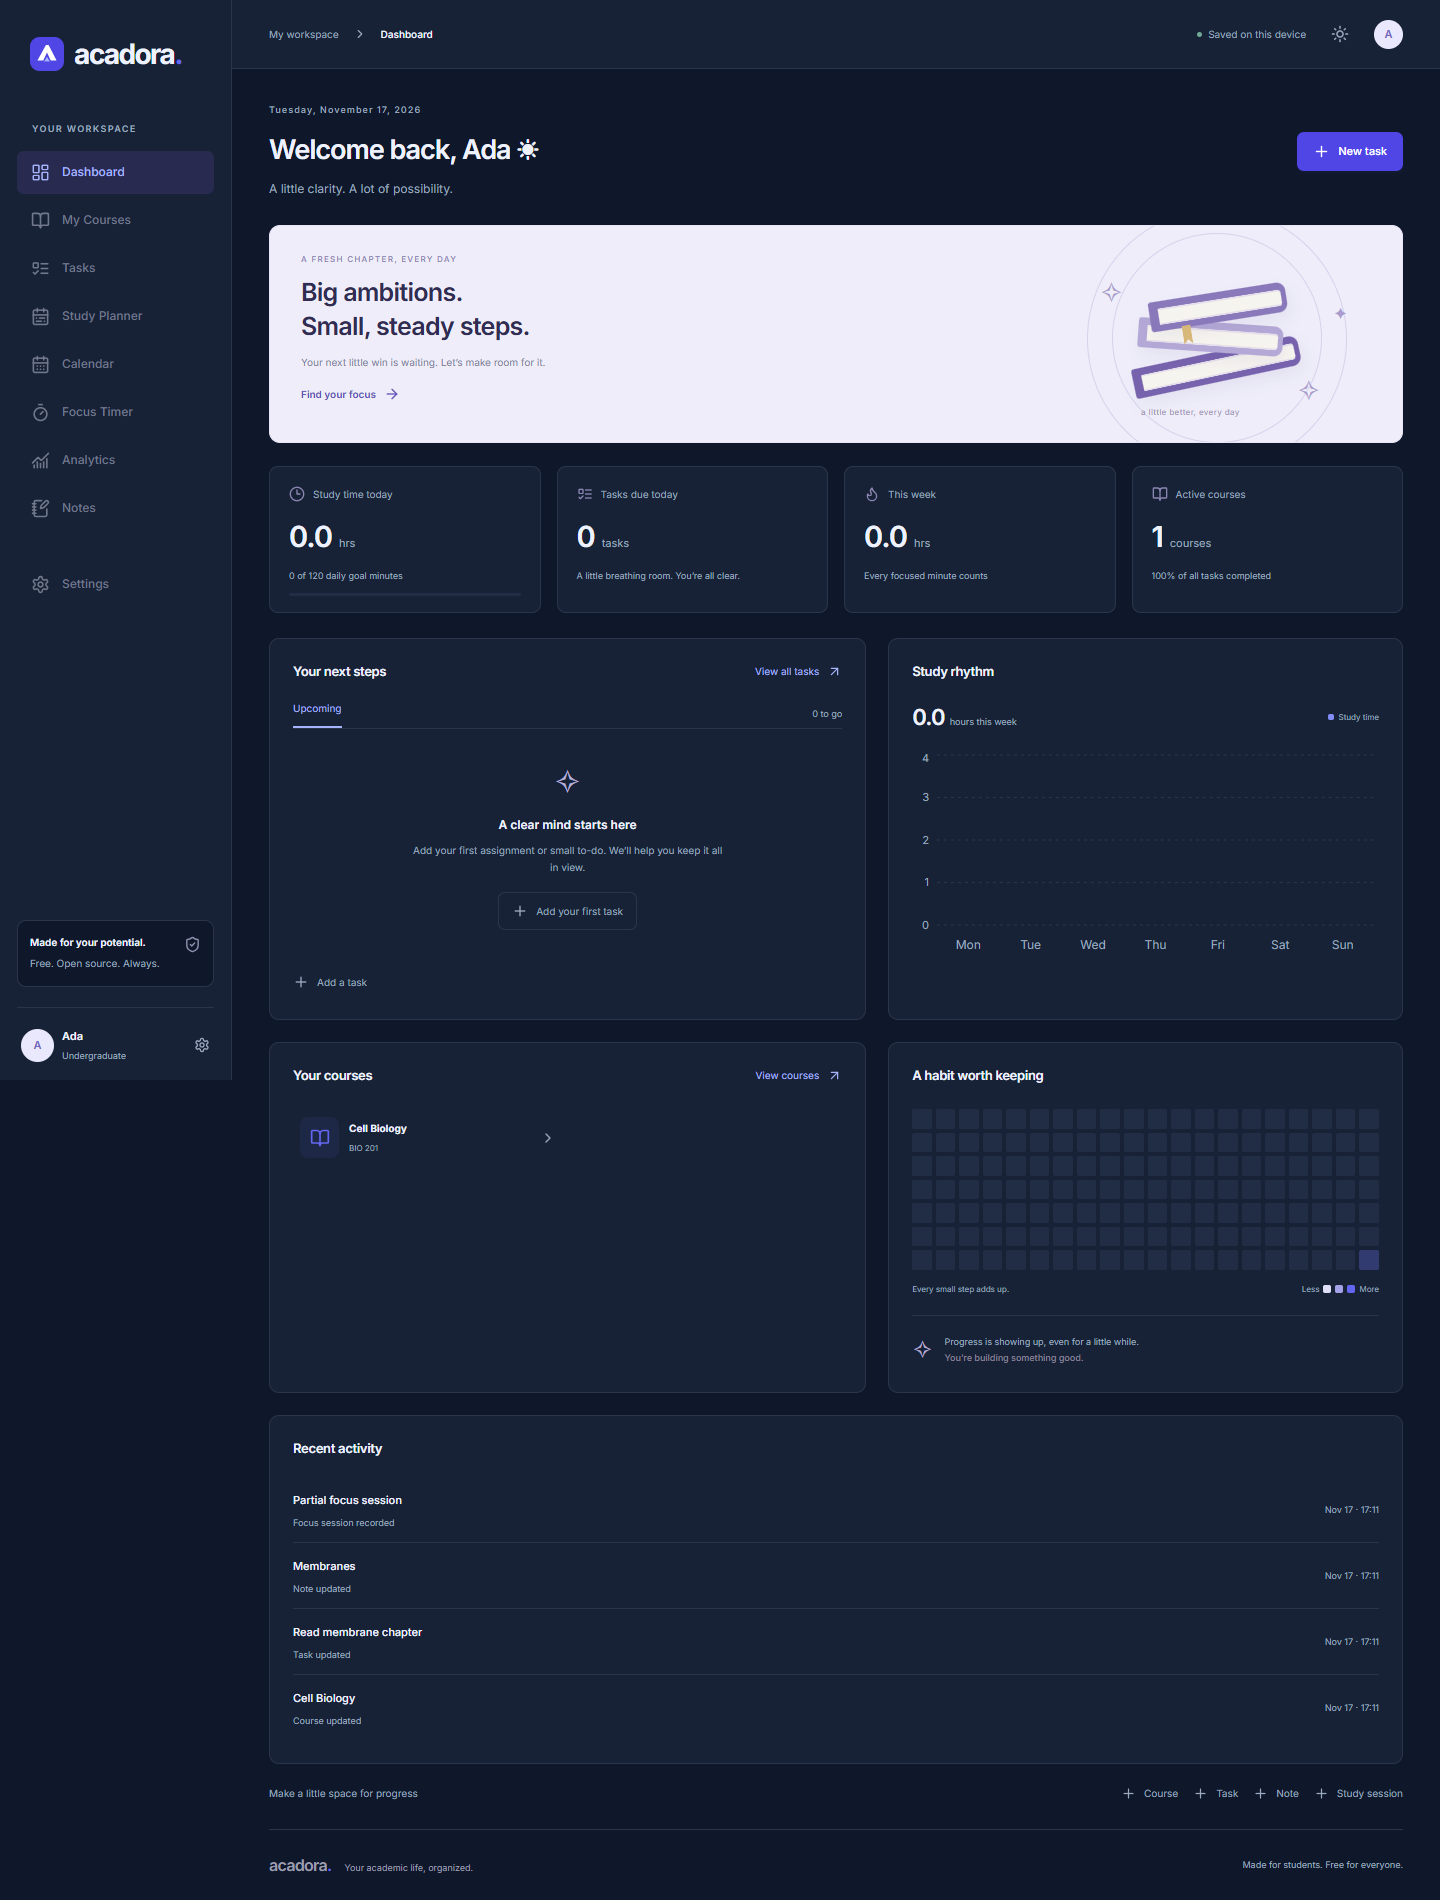 acadora.
YOUR WORKSPACE
Dashboard
My Courses
Tasks
Study Planner
Calendar
Focus Timer
Analytics
Notes
Settings
Made for your potential.
Free. Open source. Always.
A
Ada
Undergraduate
My workspace
Dashboard
Saved on this device
A
Tuesday, November 17, 2026
Welcome back, Ada
New task
A little clarity. A lot of possibility.
A FRESH CHAPTER, EVERY DAY
Big ambitions.
Small, steady steps.
Your next little win is waiting. Let's make room for it.
Find your focus
a little better, every day
Study time today
0.0 hrs
0 of 120 daily goal minutes
Tasks due today
0 tasks
A little breathing room. You're all clear.
This week
0.0 hrs
Every focused minute counts
Active courses
1 courses
100% of all tasks completed
Your next steps
View all tasks
Upcoming
0 to go
A clear mind starts here
Add your first assignment or small to-do. We'll help you keep it all
in view.
Add your first task
Add a task
Study rhythm
0.0 hours this week
Study time
4
3
2
1
0
Mon Tue Wed Thu Fri Sat Sun
Your courses
View courses
Cell Biology
BIO 201
A habit worth keeping
Every small step adds up.
Less More
Progress is showing up, even for a little while.
You're building something good.
Recent activity
Partial focus session
Focus session recorded
Nov 17 · 17:11
Membranes
Note updated
Nov 17 · 17:11
Read membrane chapter
Task updated
Nov 17 · 17:11
Cell Biology
Course updated
Nov 17 · 17:11
Make a little space for progress
Course Task Note Study session
acadora. Your academic life, organized.
Made for students. Free for everyone.